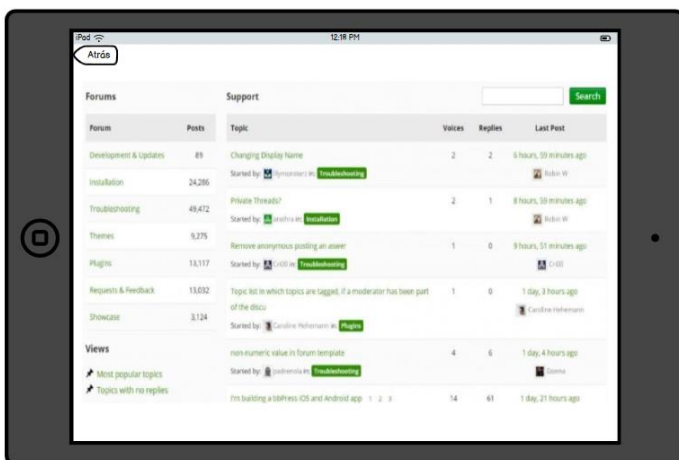 iPad 12:18 PM
Atrás
Forums
Forum Posts
Development & Updates 89
Installation 24,286
Troubleshooting 49,472
Themes 9,275
Plugins 13,117
Requests & Feedback 13,032
Showcase 3,124
Views
Most popular topics
Topics with no replies
Support Search
Topic Voices Replies Last Post
Changing Display Name 2 2 6 hours, 59 minutes ago
Started by: in: Troubleshooting Robin W
Private Threads? 2 1 8 hours, 59 minutes ago
Started by: in: Installation Robin W
Remove anonymous posting an aswer 1 0 9 hours, 51 minutes ago
Started by: Cri00 in: Troubleshooting Cri00
Topic list in which topics are tagged, if a moderator has been part 1 0 1 day, 3 hours ago
of the discu Caroline Hehemann
Started by: Caroline Hehemann in: Plugins
non-numeric value in forum template 4 6 1 day, 4 hours ago
Started by: in: Troubleshooting Donna
I'm building a bbPress iOS and Android app 1 2 3 14 61 1 day, 21 hours ago